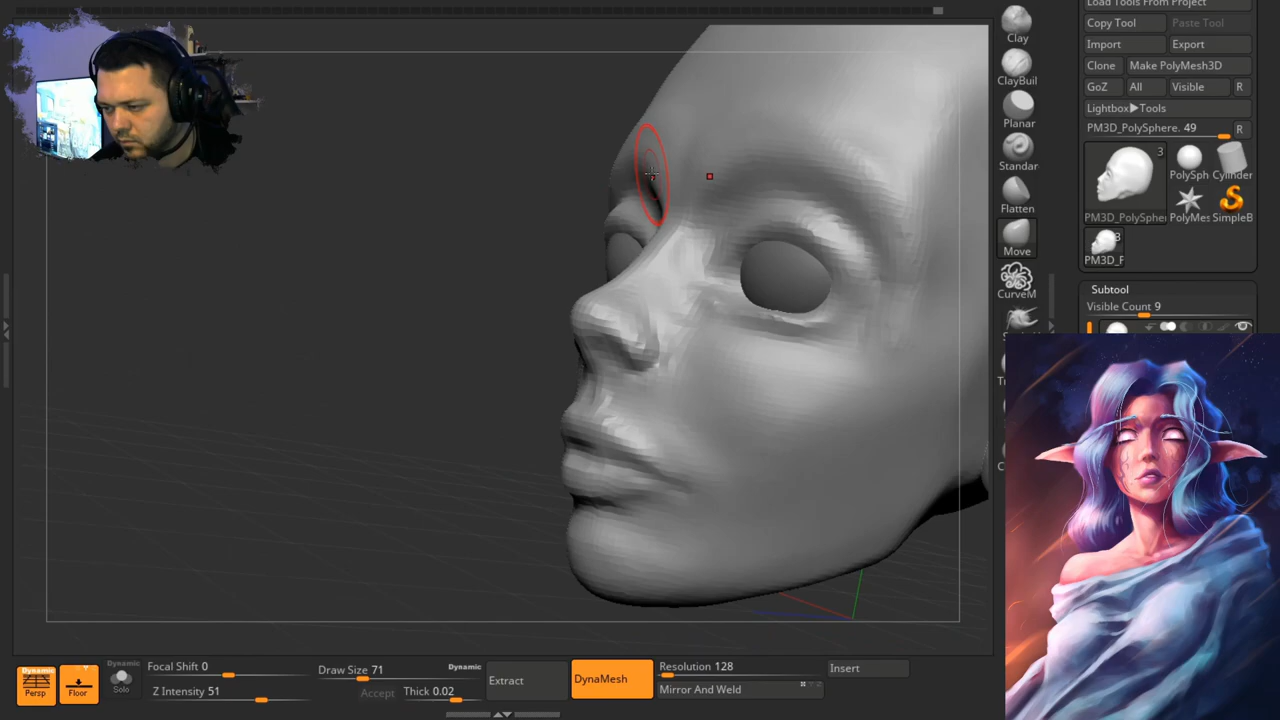 Load Tools From Project
Copy Tool Paste Tool
Import Export
Clone Make PolyMesh3D
GoZ All Visible R
Lightbox▶Tools
PM3D_PolySphere. 49 R
3
PolySph Cylinder
PM3D_PolySpher PolyMes SimpleB
3
PM3D_P
Subtool
Visible Count 9
Clay
ClayBuil
Planar
Standar
Flatten
Move
CurveM
Dynamic
Persp
Floor
Dynamic
Solo
Focal Shift 0
Z Intensity 51
Draw Size 71
Dynamic
Accept Thick 0.02
Extract
DynaMesh
Resolution 128
Mirror And Weld
Insert